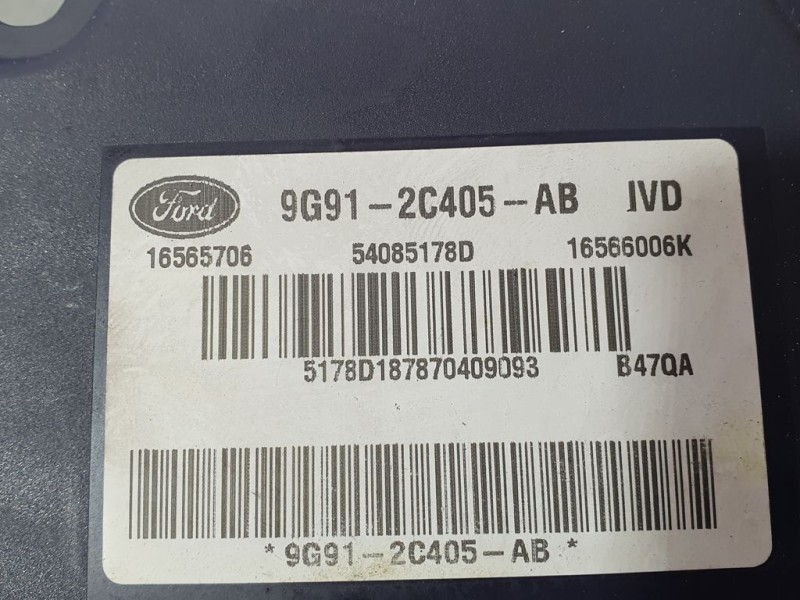 Ford 9G91-2C405-AB IVD
16565706 54085178D 16566006K
5178D187870409093 B47QA
*9G91-2C405-AB*